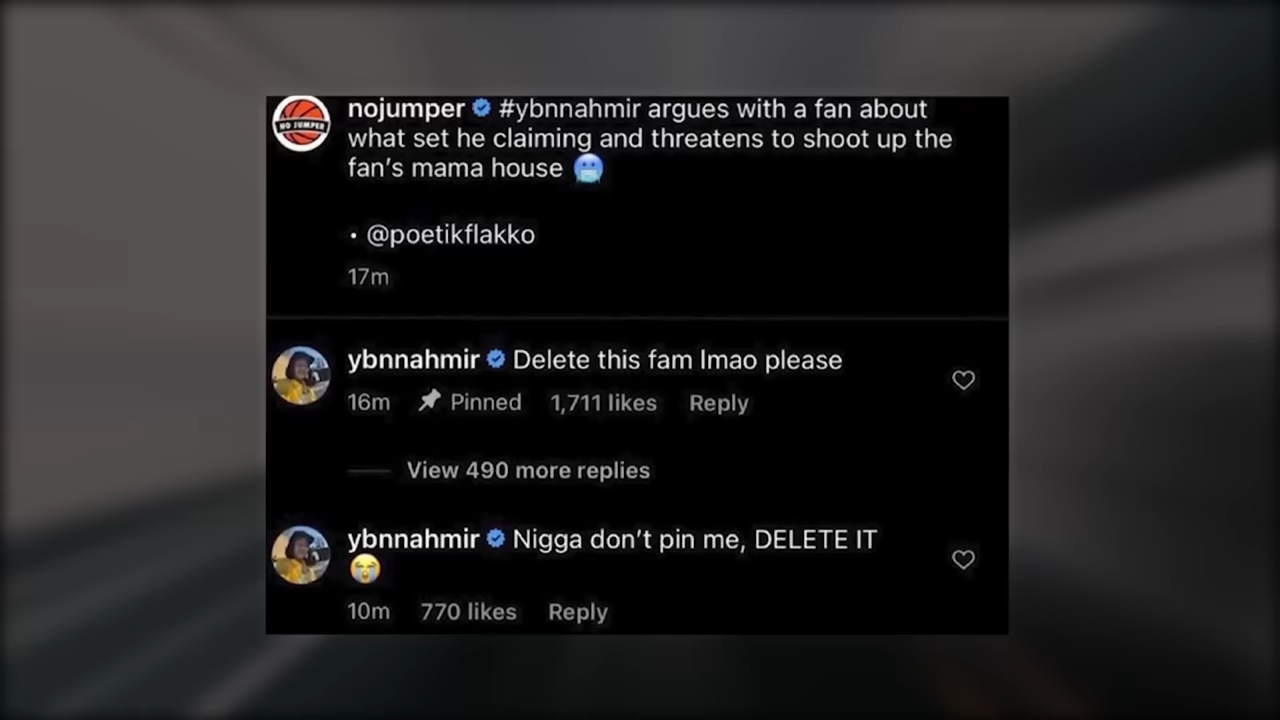 NO JUMPER
nojumper #ybnnahmir argues with a fan about
what set he claiming and threatens to shoot up the
fan's mama house 🥶
• @poetikflakko
17m
ybnnahmir Delete this fam lmao please
16m Pinned 1,711 likes Reply
View 490 more replies
ybnnahmir Nigga don't pin me, DELETE IT
😭
10m 770 likes Reply